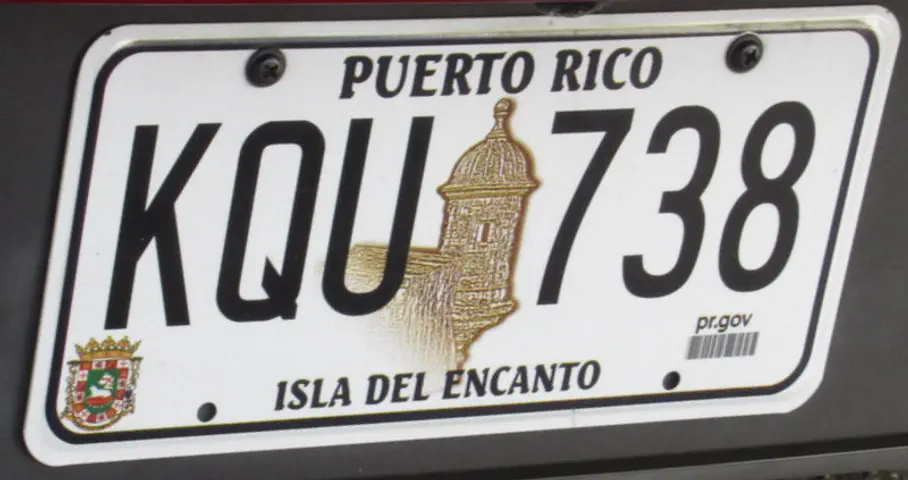 PUERTO RICO
KQU 738
pr.gov
ISLA DEL ENCANTO